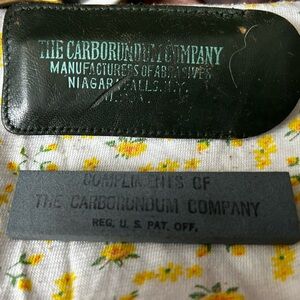 THE CARBORUNDUM COMPANY
MANUFACTURERS OF ABRASIVES
NIAGARA FALLS, N.Y.
COMPLIMENTS OF
THE CARBORUNDUM COMPANY
REG. U. S. PAT. OFF.